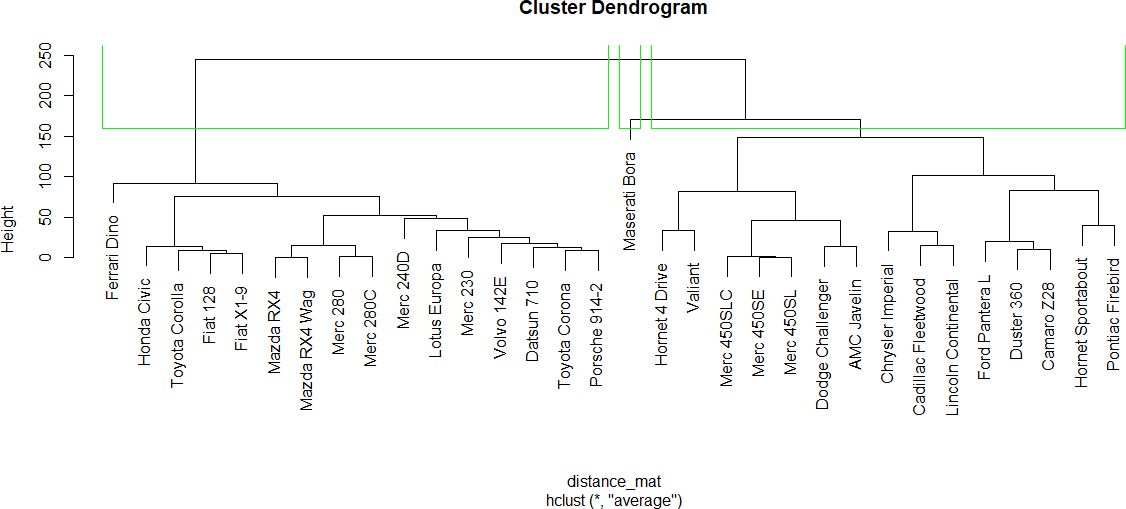 Cluster Dendrogram
Height
0
50
100
150
200
250
Ferrari Dino
Honda Civic
Toyota Corolla
Fiat 128
Fiat X1-9
Mazda RX4
Mazda RX4 Wag
Merc 280
Merc 280C
Merc 240D
Lotus Europa
Merc 230
Volvo 142E
Datsun 710
Toyota Corona
Porsche 914-2
Maserati Bora
Hornet 4 Drive
Valiant
Merc 450SLC
Merc 450SE
Merc 450SL
Dodge Challenger
AMC Javelin
Chrysler Imperial
Cadillac Fleetwood
Lincoln Continental
Ford Pantera L
Duster 360
Camaro Z28
Hornet Sportabout
Pontiac Firebird
distance_mat
hclust (*, "average")